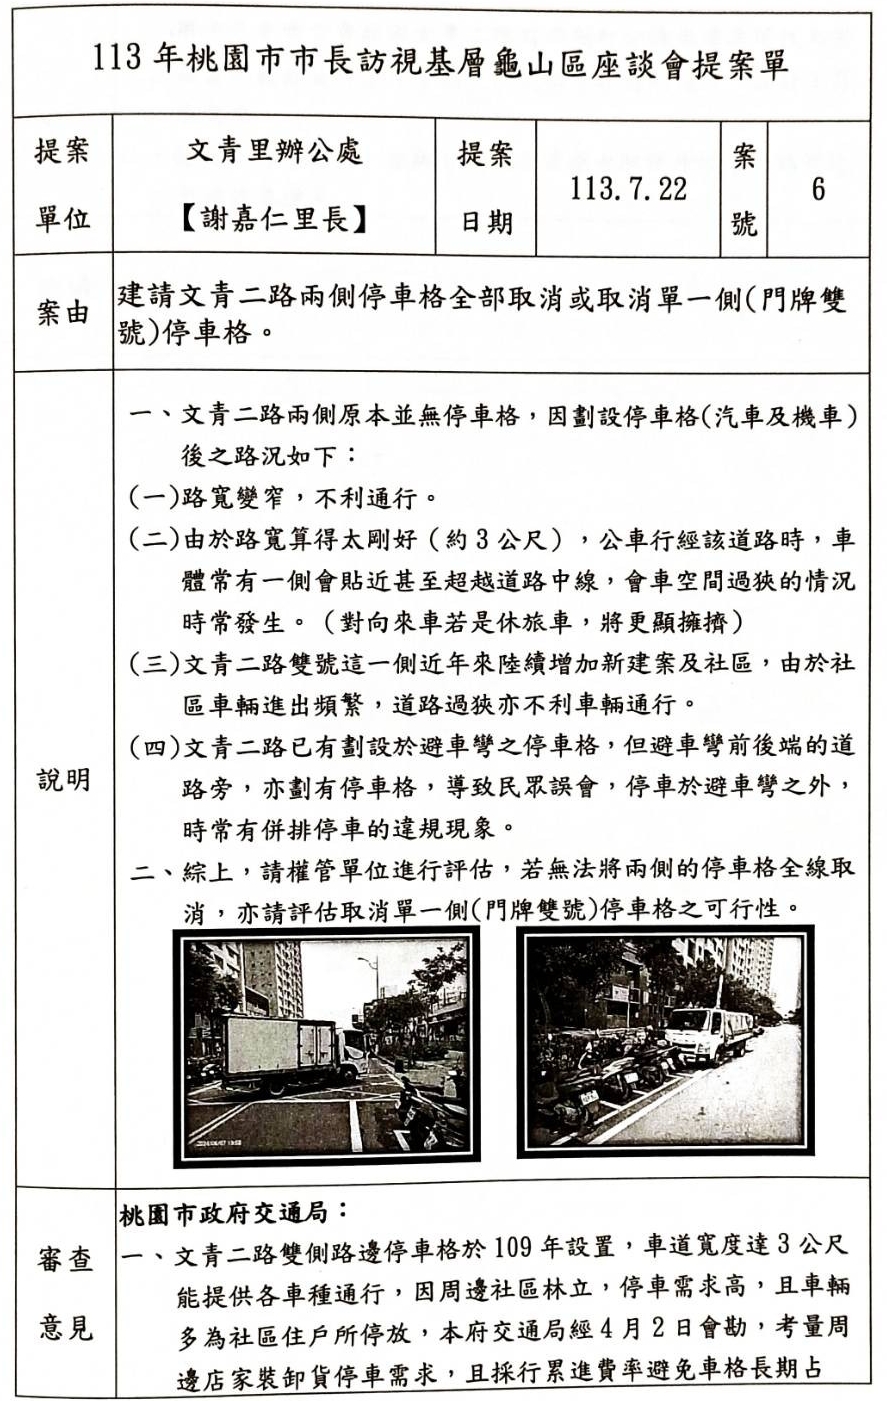 113年桃園市市長訪視基層龜山區座談會提案單
提案單位
文青里辦公處
【謝嘉仁里長】
提案日期
113.7.22
案號
6
案由
建請文青二路兩側停車格全部取消或取消單一側(門牌雙
號)停車格。
說明
一、文青二路兩側原本並無停車格，因劃設停車格(汽車及機車)
後之路況如下：
(一)路寬變窄，不利通行。
(二)由於路寬算得太剛好（約3公尺），公車行經該道路時，車
體常有一側會貼近甚至超越道路中線，會車空間過狹的情況
時常發生。（對向來車若是休旅車，將更顯擁擠）
(三)文青二路雙號這一側近年來陸續增加新建案及社區，由於社
區車輛進出頻繁，道路過狹亦不利車輛通行。
(四)文青二路已有劃設於避車彎之停車格，但避車彎前後端的道
路旁，亦劃有停車格，導致民眾誤會，停車於避車彎之外，
時常有併排停車的違規現象。
二、綜上，請權管單位進行評估，若無法將兩側的停車格全線取
消，亦請評估取消單一側(門牌雙號)停車格之可行性。
審查意見
桃園市政府交通局：
一、文青二路雙側路邊停車格於109年設置，車道寬度達3公尺
能提供各車種通行，因周邊社區林立，停車需求高，且車輛
多為社區住戶所停放，本府交通局經4月2日會勘，考量周
邊店家裝卸貨停車需求，且採行累進費率避免車格長期占